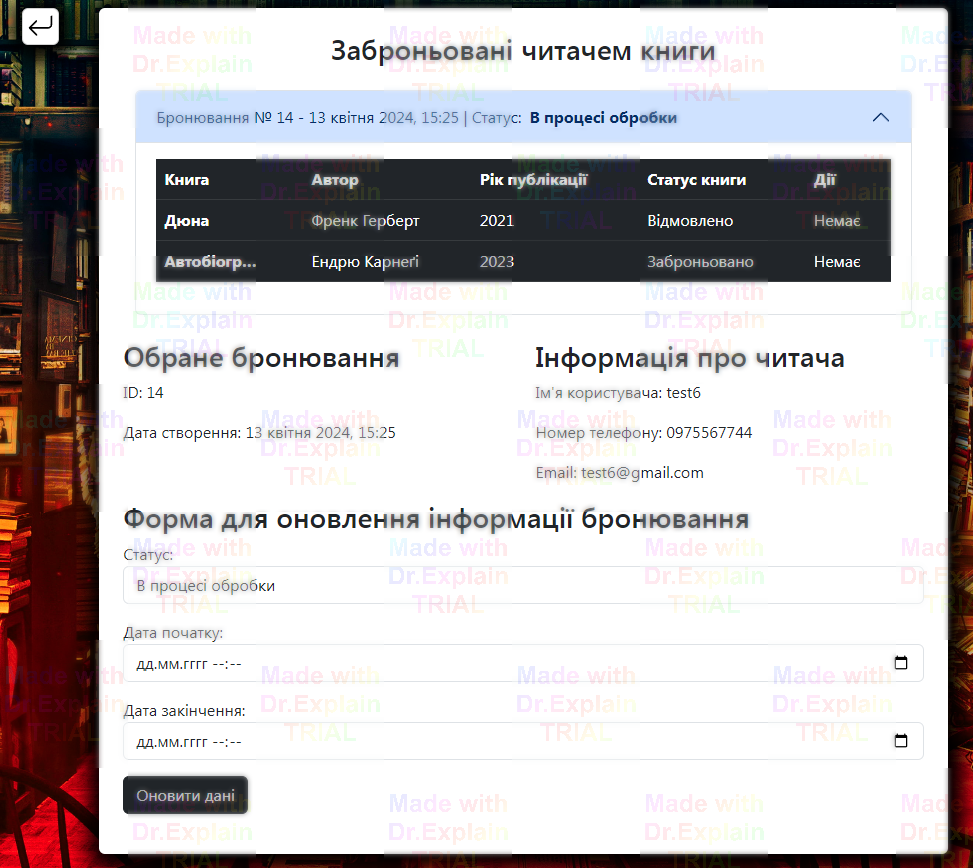 Заброньовані читачем книги
Бронювання № 14 - 13 квітня 2024, 15:25 | Статус: В процесі обробки
Книга Автор Рік публікації Статус книги Дії
Дюна Френк Герберт 2021 Відмовлено Немає
Автобіогр... Ендрю Карнегі 2023 Заброньовано Немає
Обране бронювання
ID: 14
Дата створення: 13 квітня 2024, 15:25
Інформація про читача
Ім'я користувача: test6
Номер телефону: 0975567744
Email: test6@gmail.com
Форма для оновлення інформації бронювання
Статус:
В процесі обробки
Дата початку:
дд.мм.гггг --:--
Дата закінчення:
дд.мм.гггг --:--
Оновити дані
Made with
Dr.Explain
TRIAL